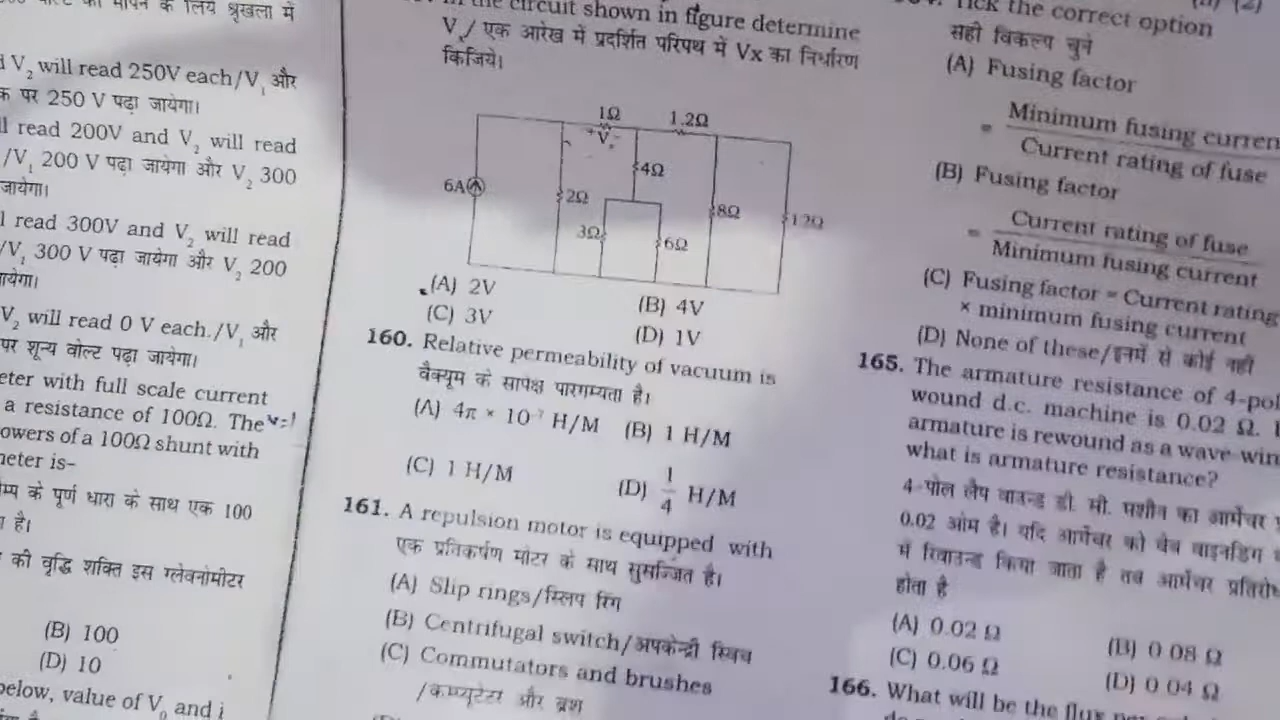 के लिये श्रृखला में
V₂ will read 250V each/V₁ और
पर 250 V पढ़ा जायेगा।
read 200V and V₂ will read
/V₁ 200 V पढ़ा जायेगा और V₂ 300
जायेगा।
read 300V and V₂ will read
/V₁ 300 V पढ़ा जायेगा और V₂ 200
V₂ will read 0 V each./V₁ और
पर शून्य वोल्ट पढ़ा जायेगा।
with full scale current
a resistance of 100Ω. The
of a 100Ω shunt with
is-
के पूर्ण धारा के साथ एक 100
है।
की वृद्धि शक्ति इस ग्लेवनोमीटर
(B) 100
(D) 10
value of V₀ and i
the circuit shown in figure determine
Vₓ/ एक आरेख में प्रदर्शित परिपथ में Vx का निर्धारण
किजिये।
1Ω
1.2Ω
+Vₓ-
4Ω
6A
2Ω
3Ω
6Ω
8Ω
12Ω
(A) 2V
(B) 4V
(C) 3V
(D) 1V
160. Relative permeability of vacuum is
वैक्यूम के सापेक्ष पारगम्यता है।
(A) 4π × 10⁻⁷ H/M (B) 1 H/M
(C) 1 H/M
(D) 1/4 H/M
161. A repulsion motor is equipped with
एक प्रतिकर्षण मोटर के साथ सुसज्जित है।
(A) Slip rings/स्लिप रिंग
(B) Centrifugal switch/अपकेन्द्री स्विच
(C) Commutators and brushes
/कम्प्यूटेटर और ब्रश
Tick the correct option
सही विकल्प चुने
(A) Fusing factor
= Minimum fusing
Current rating of fuse
(B) Fusing factor
= Current rating of fuse
Minimum fusing current
(C) Fusing factor = Current rating
× minimum fusing current
(D) None of these/इनमें से कोई नही
165. The armature resistance of 4-
wound d.c. machine is 0.02 Ω.
armature is rewound as a wave
what is armature resistance?
4-पोल लैप वाउन्ड डी. सी. मशीन का आर्मेचर
0.02 ओम है। यदि आर्मेचर को वेव वाइन्डिंग
में रिवाउन्ड किया जाता है तब आर्मेचर
होता है
(A) 0.02 Ω
(B) 0.08 Ω
(C) 0.06 Ω
(D) 0.04 Ω
166. What will be the flux